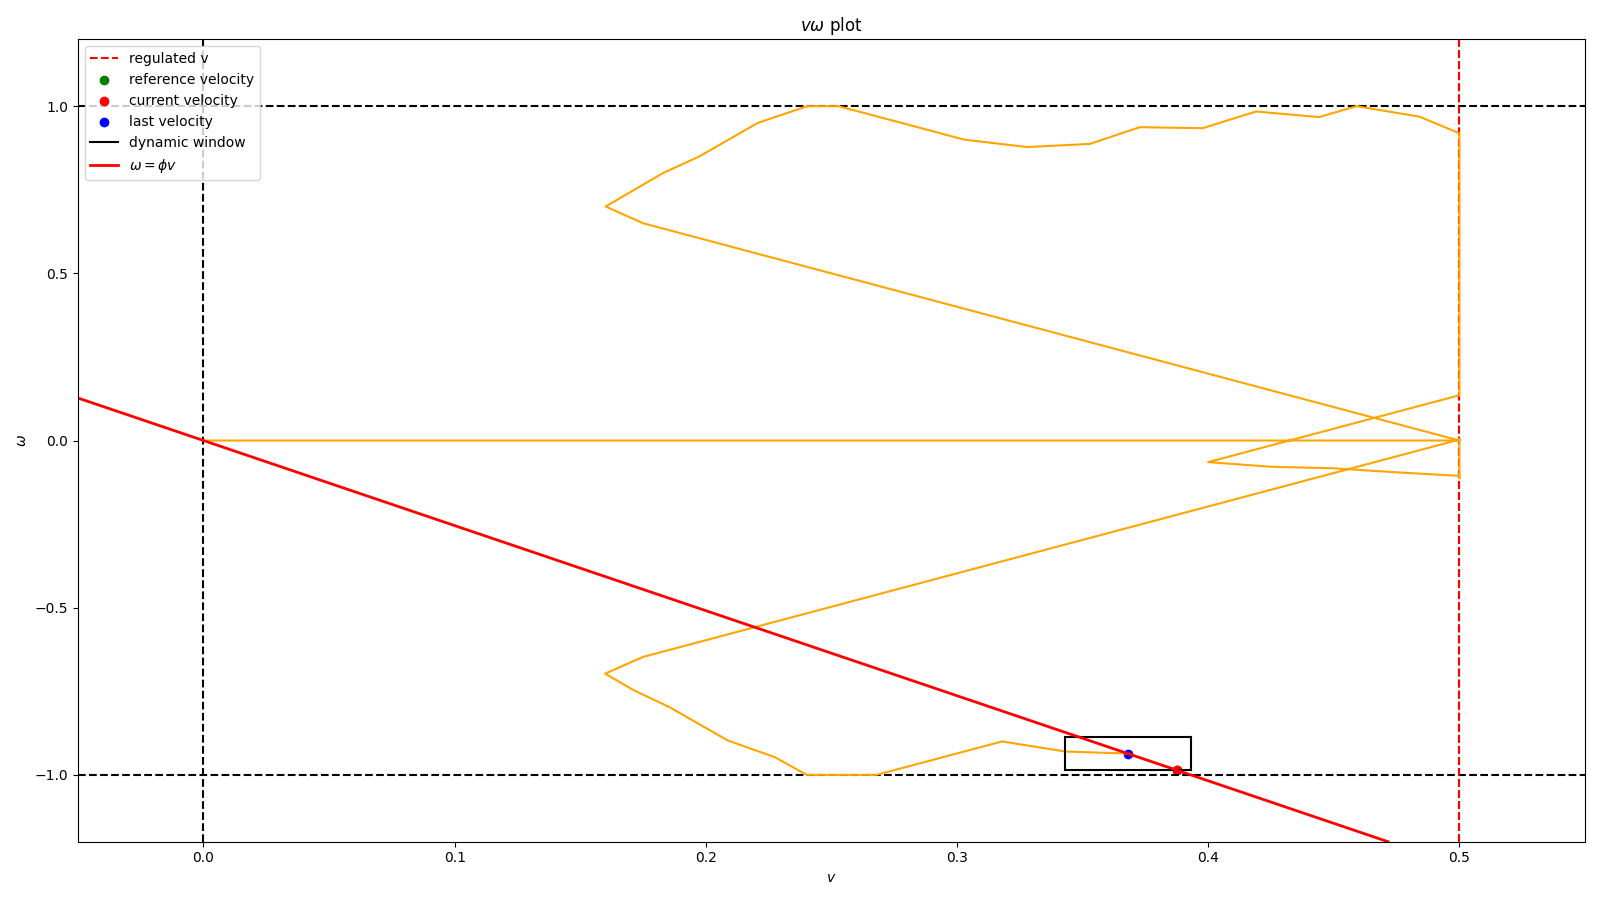 vω plot
regulated v
reference velocity
current velocity
last velocity
dynamic window
ω = ϕv
1.0
0.5
0.0
−0.5
−1.0
ω
0.0 0.1 0.2 0.3 0.4 0.5
v